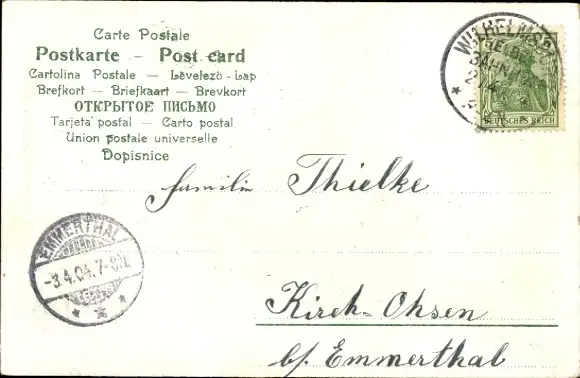 Carte Postale
Postkarte – Post card
Cartolina Postale — Levelező-Lap
Brefkort — Briefkaart — Brevkort
ОТКРЫТОЕ ПИСЬМО
Tarjeta postal — Carto postal
Union postale universelle
Dopisnice
DEUTSCHES REICH
Familie Thielke
EMMERTHAL
-3.4.04. 7-8
Kirch-Ohsen
b/. Emmerthal